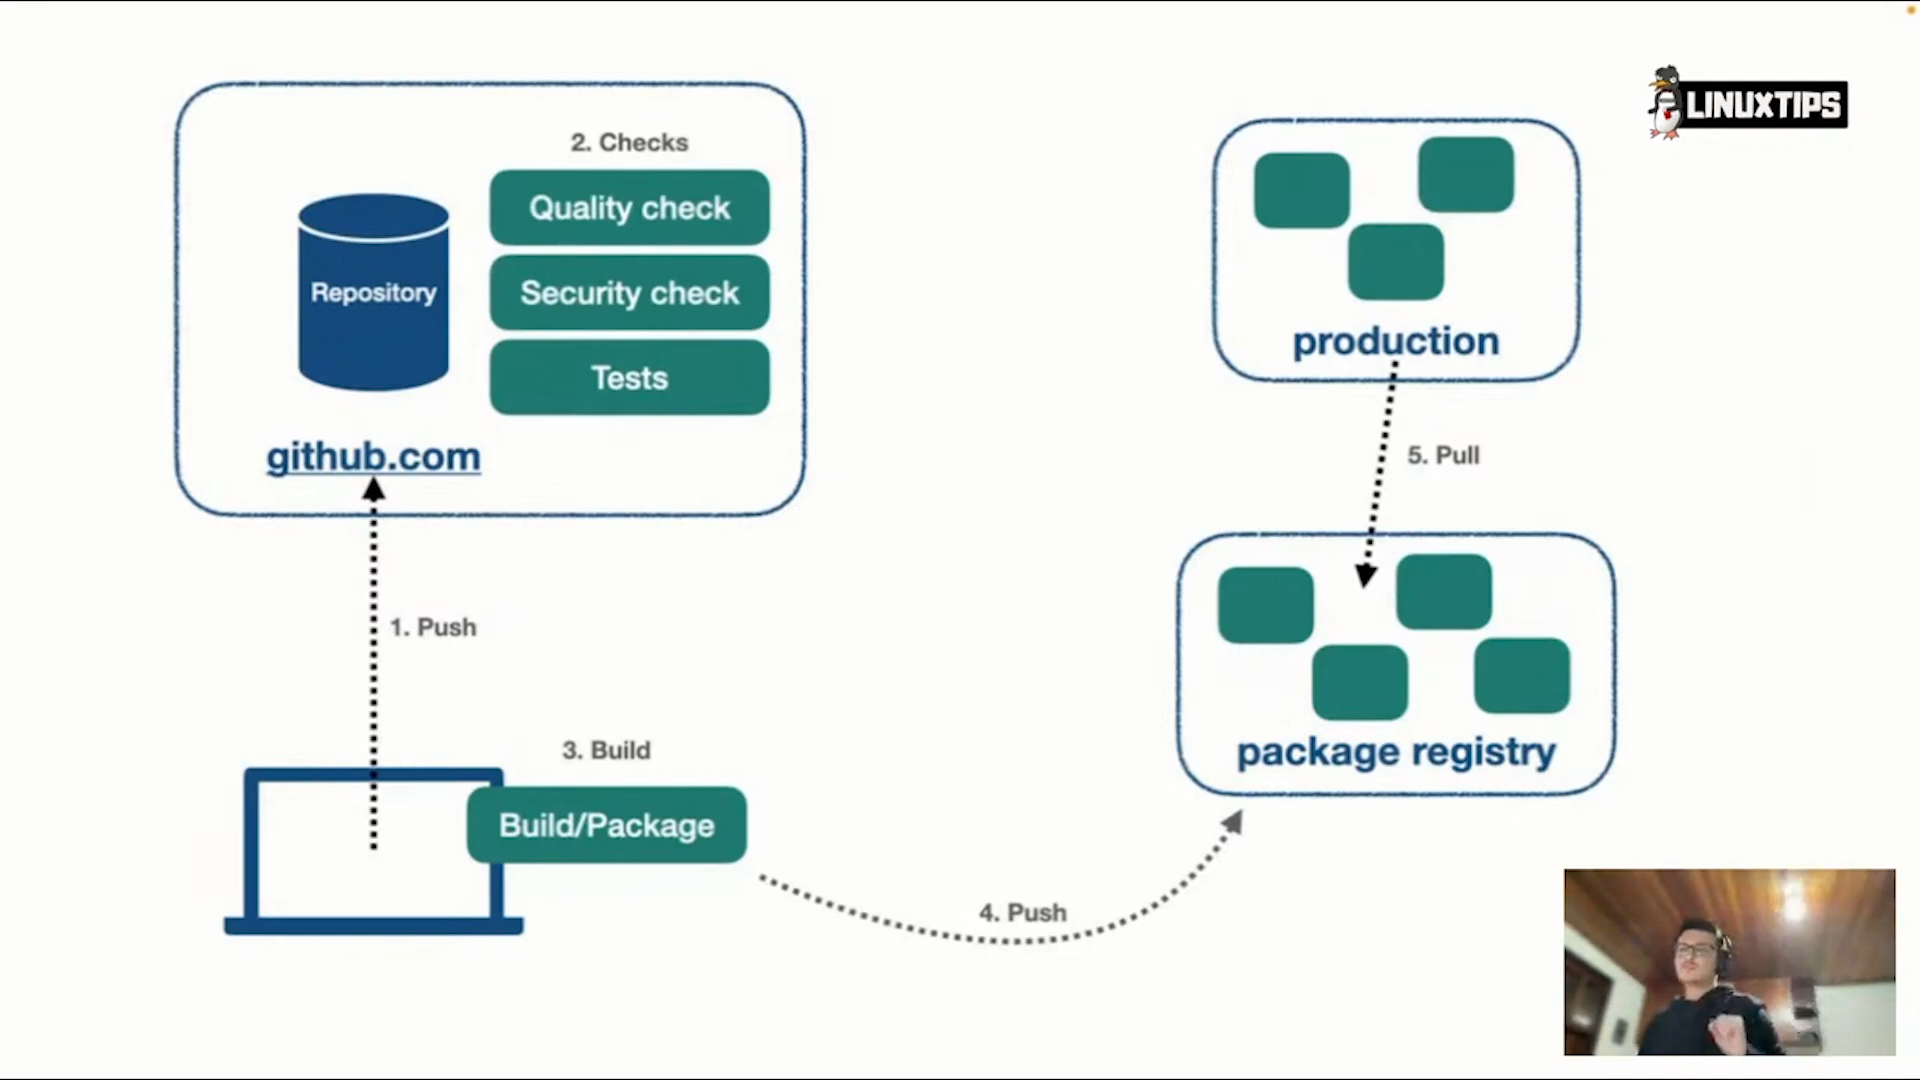 LINUXTIPS
2. Checks
Quality check
Repository
Security check
Tests
github.com
1. Push
3. Build
Build/Package
4. Push
production
5. Pull
package registry